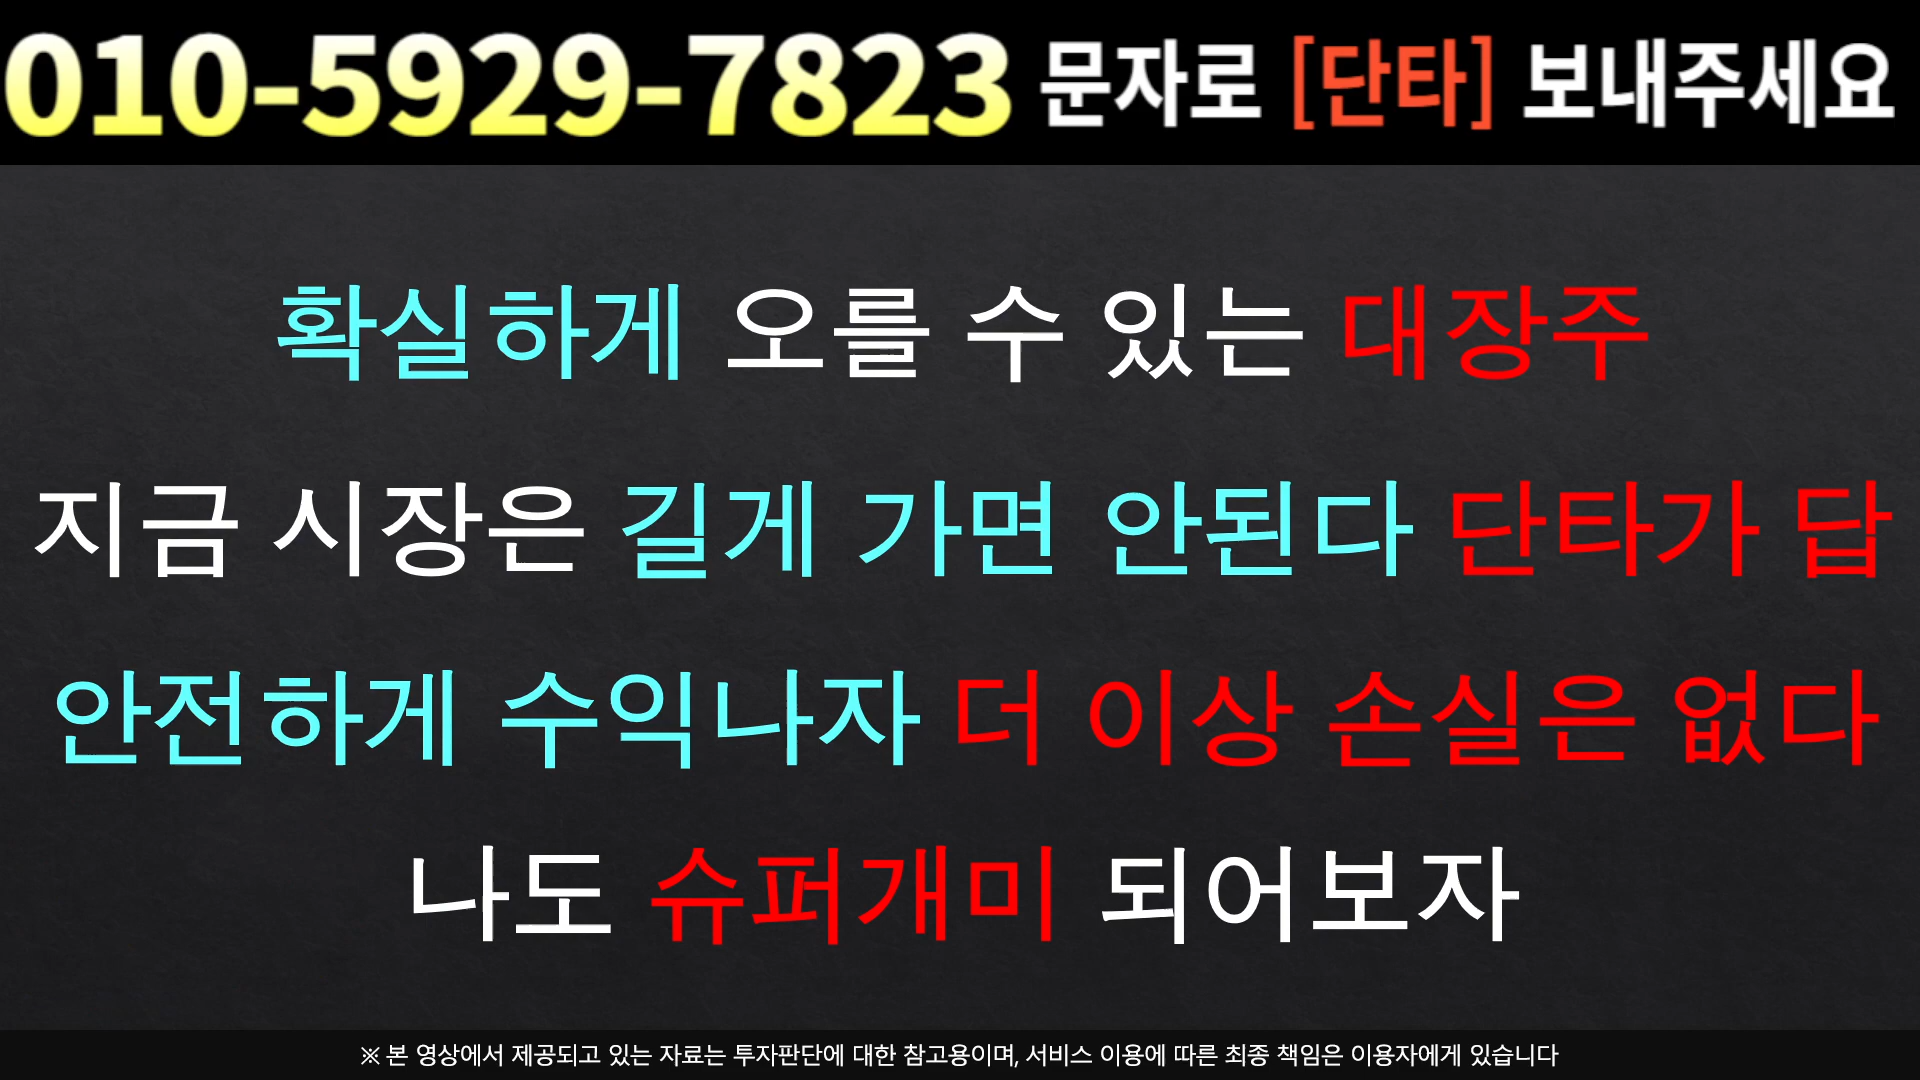 010-5929-7823 문자로 [단타] 보내주세요
확실하게 오를 수 있는 대장주
지금 시장은 길게 가면 안된다 단타가 답
안전하게 수익나자 더 이상 손실은 없다
나도 슈퍼개미 되어보자
※ 본 영상에서 제공되고 있는 자료는 투자판단에 대한 참고용이며, 서비스 이용에 따른 최종 책임은 이용자에게 있습니다